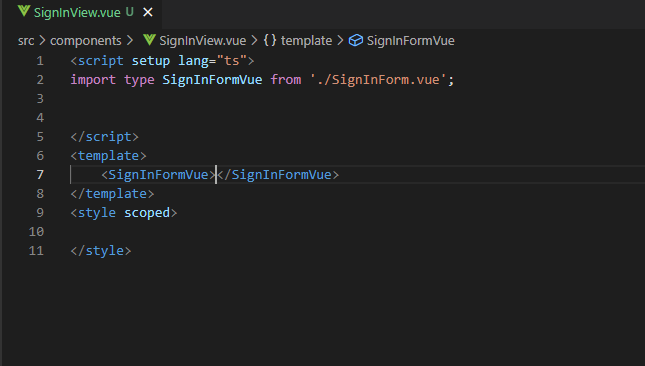 SignInView.vue U ×
src > components > SignInView.vue > {} template > SignInFormVue
1 <script setup lang="ts">
2 import type SignInFormVue from './SignInForm.vue';
3
4
5 </script>
6 <template>
7 <SignInFormVue></SignInFormVue>
8 </template>
9 <style scoped>
10
11 </style>